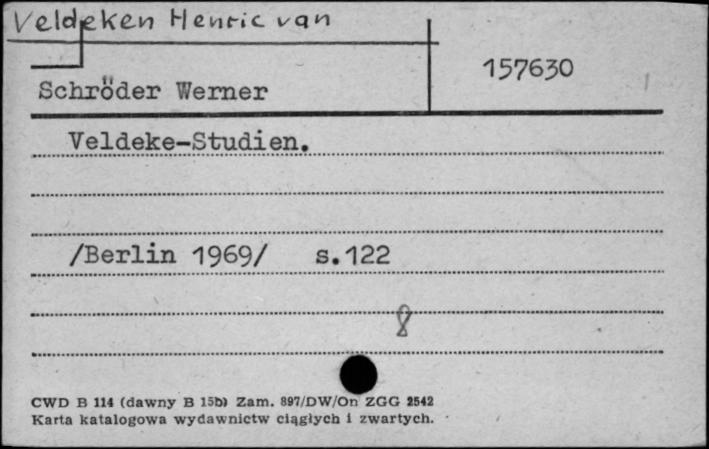 Veldeken Henric van
157630
Schröder Werner
Veldeke-Studien.
/Berlin 1969/ s.122
8
CWD B 114 (dawny B 15b) Zam. 897/DW/On ZGG 2542
Karta katalogowa wydawnictw ciągłych i zwartych.